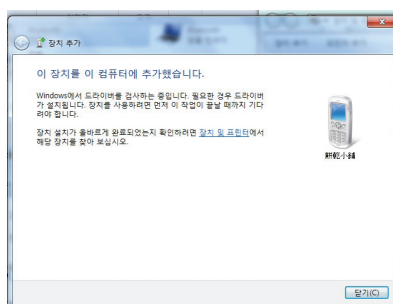 장치 추가
이 장치를 이 컴퓨터에 추가했습니다.
Windows에서 드라이버를 검사하는 중입니다. 필요한 경우 드라이버
가 설치됩니다. 장치를 사용하려면 먼저 이 작업이 끝날 때까지 기다
려야 합니다.
장치 설치가 올바르게 완료되었는지 확인하려면 장치 및 프린터에서
해당 장치를 찾아 보십시오.
닫기(C)